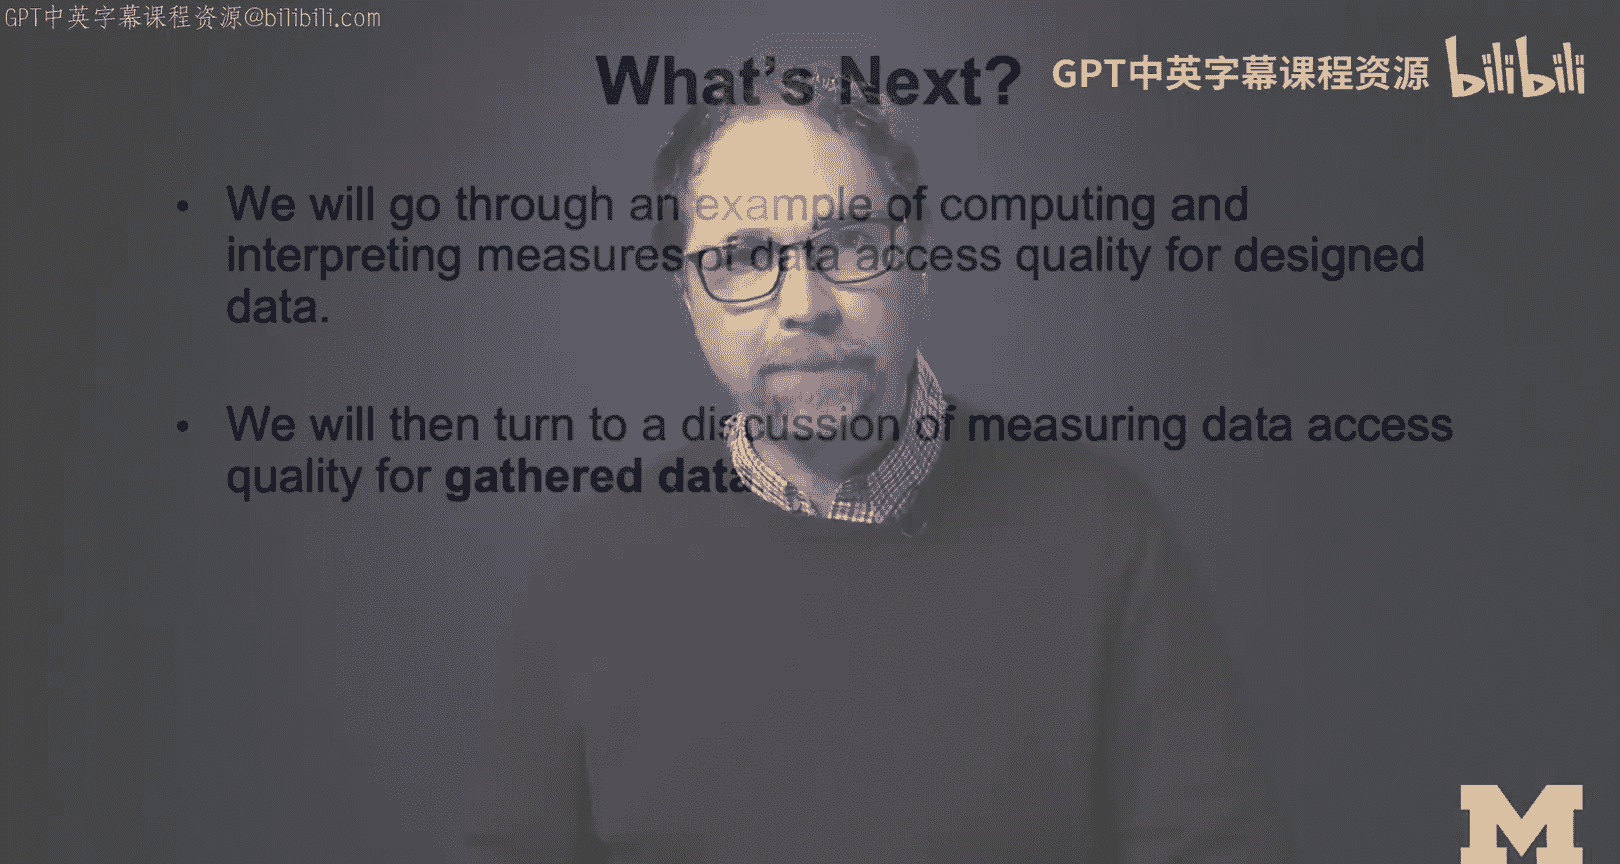 GPT中英字幕课程资源@bilibili.com
What's Next?
GPT中英字幕课程资源 bilibili
• We will go through an example of computing and
interpreting measures of data access quality for designed
data.
• We will then turn to a discussion of measuring data access
quality for gathered data
M